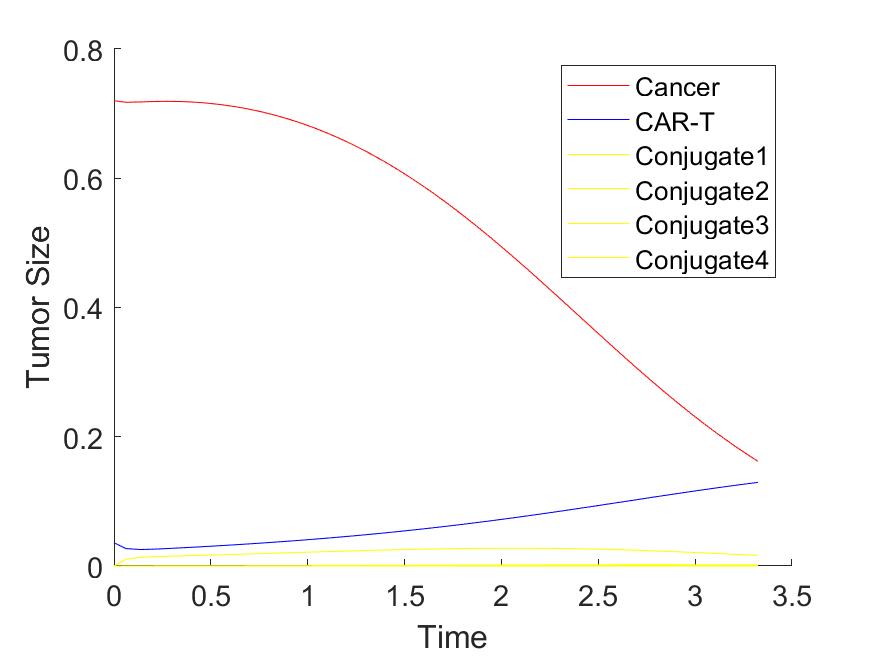 0.8
0.6
0.4
0.2
0
Tumor Size
Cancer
CAR-T
Conjugate1
Conjugate2
Conjugate3
Conjugate4
0 0.5 1 1.5 2 2.5 3 3.5
Time